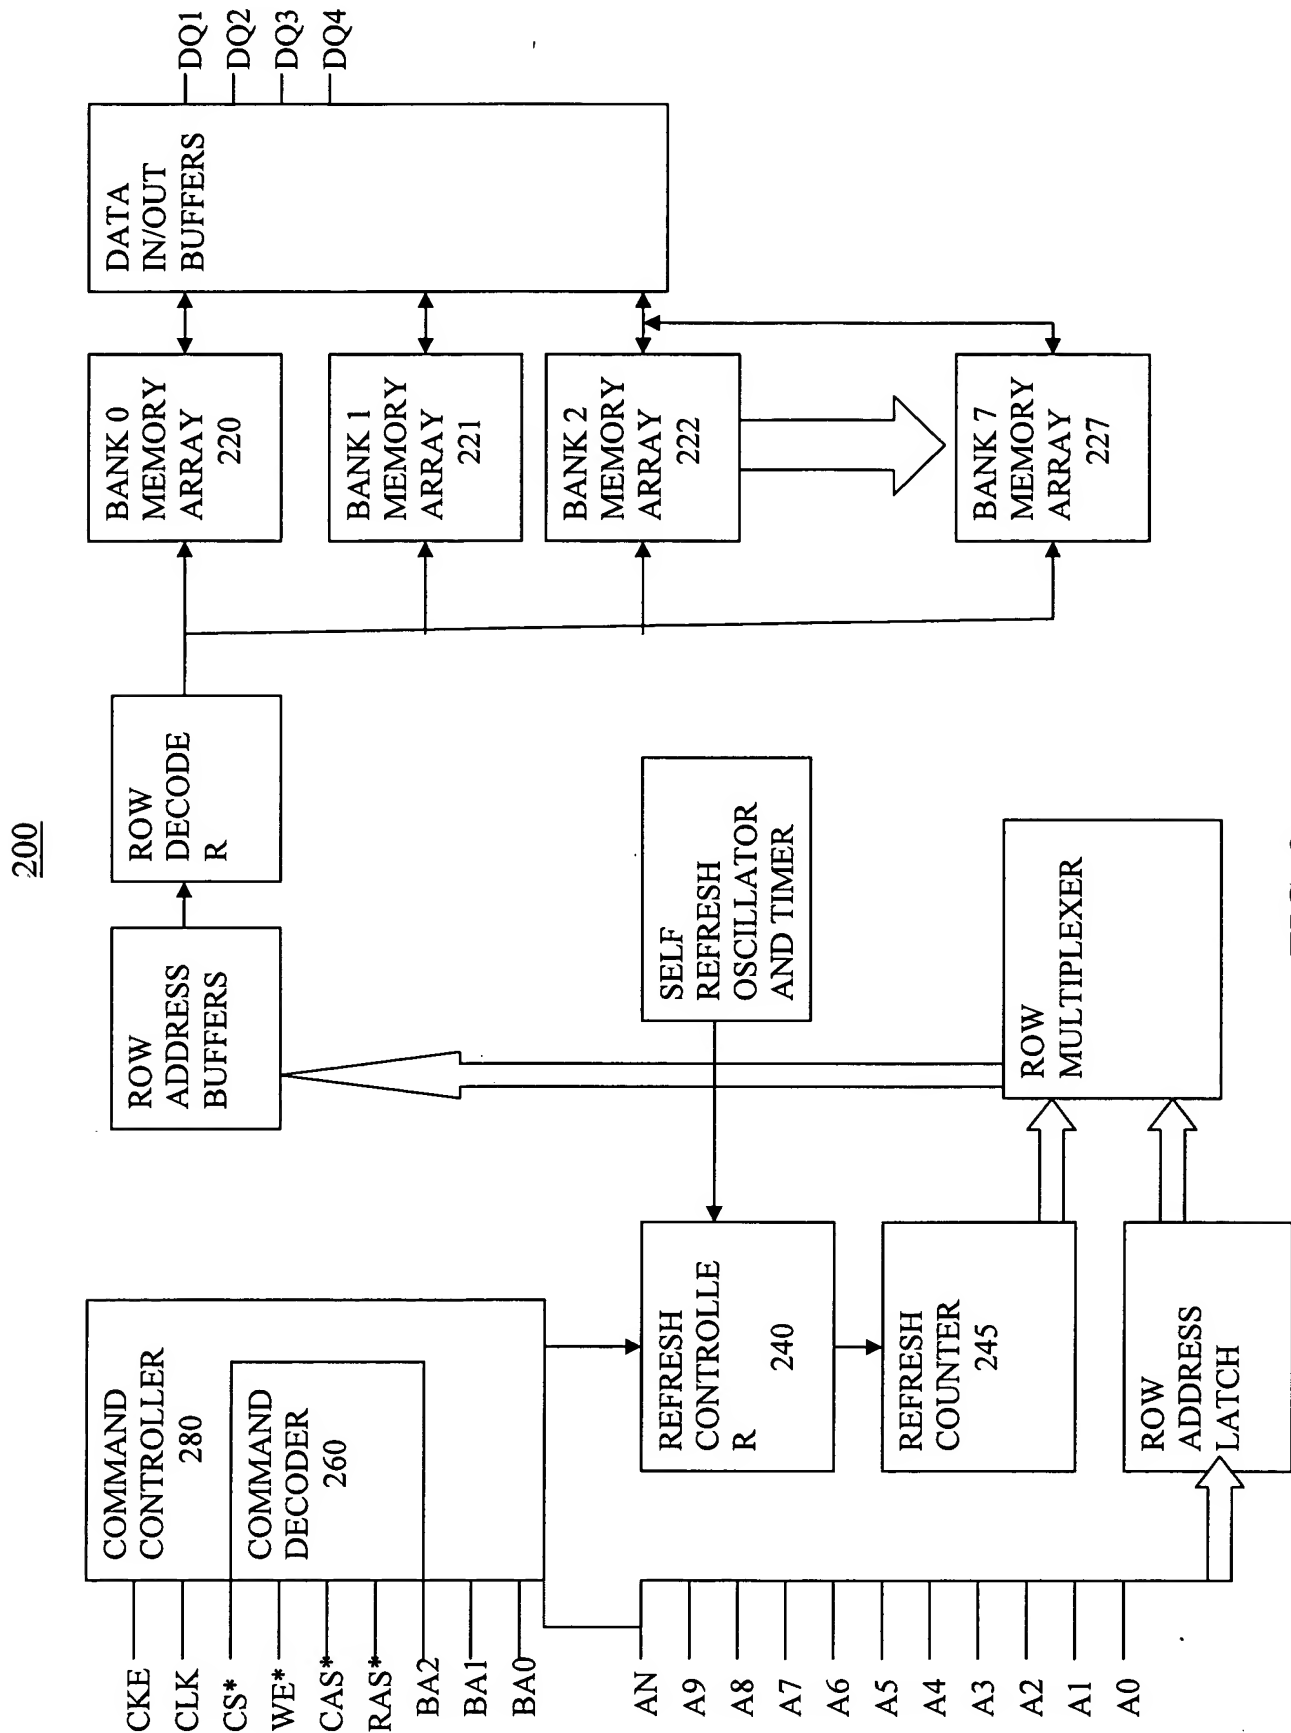 200
CKE
CLK
CS*
WE*
CAS*
RAS*
BA2
BA1
BA0
AN
A9
A8
A7
A6
A5
A4
A3
A2
A1
A0
COMMAND
CONTROLLER
280
COMMAND
DECODER
260
REFRESH
CONTROLLE
R
240
REFRESH
COUNTER
245
ROW
ADDRESS
LATCH
ROW
ADDRESS
BUFFERS
SELF
REFRESH
OSCILLATOR
AND TIMER
ROW
MULTIPLEXER
ROW
DECODE
R
BANK 0
MEMORY
ARRAY
220
BANK 1
MEMORY
ARRAY
221
BANK 2
MEMORY
ARRAY
222
BANK 7
MEMORY
ARRAY
227
DATA
IN/OUT
BUFFERS
DQ1
DQ2
DQ3
DQ4